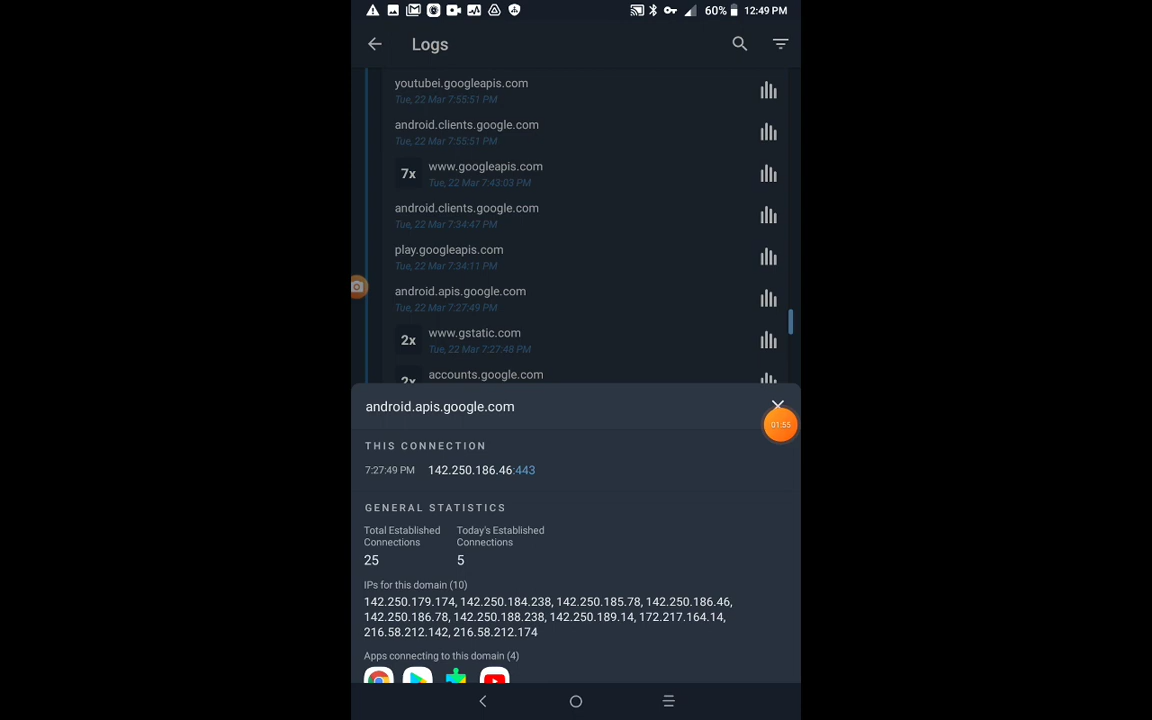 60% 12:49 PM
Logs
youtubei.googleapis.com
Tue, 22 Mar 7:55:51 PM
android.clients.google.com
Tue, 22 Mar 7:55:51 PM
7x www.googleapis.com
Tue, 22 Mar 7:43:03 PM
android.clients.google.com
Tue, 22 Mar 7:34:47 PM
play.googleapis.com
Tue, 22 Mar 7:34:11 PM
android.apis.google.com
Tue, 22 Mar 7:27:49 PM
2x www.gstatic.com
Tue, 22 Mar 7:27:48 PM
2x accounts.google.com
android.apis.google.com
01:55
THIS CONNECTION
7:27:49 PM 142.250.186.46:443
GENERAL STATISTICS
Total Established Today's Established
Connections Connections
25 5
IPs for this domain (10)
142.250.179.174, 142.250.184.238, 142.250.185.78, 142.250.186.46,
142.250.186.78, 142.250.188.238, 142.250.189.14, 172.217.164.14,
216.58.212.142, 216.58.212.174
Apps connecting to this domain (4)